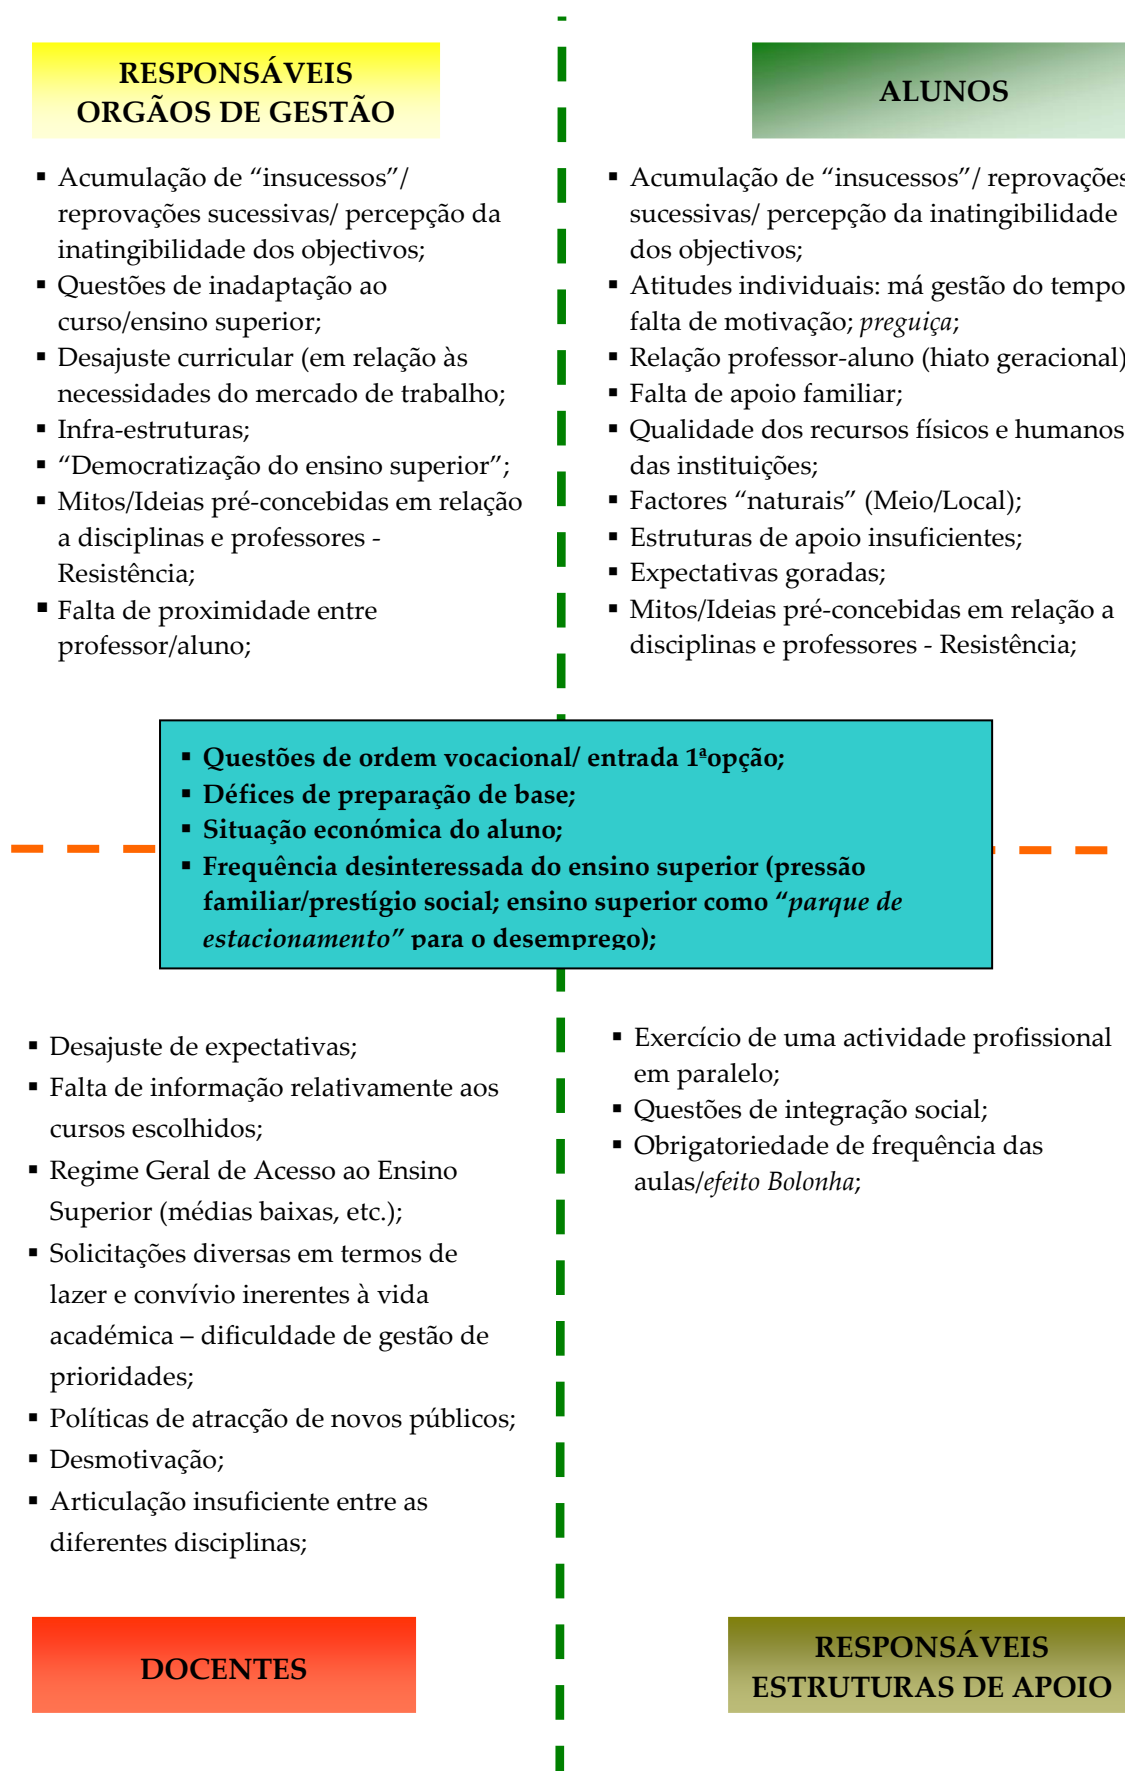 RESPONSÁVEIS
ORGÃOS DE GESTÃO
▪ Acumulação de “insucessos”/
reprovações sucessivas/ percepção da
inatingibilidade dos objectivos;
▪ Questões de inadaptação ao
curso/ensino superior;
▪ Desajuste curricular (em relação às
necessidades do mercado de trabalho;
▪ Infra-estruturas;
▪ “Democratização do ensino superior”;
▪ Mitos/Ideias pré-concebidas em relação
a disciplinas e professores -
Resistência;
▪ Falta de proximidade entre
professor/aluno;
ALUNOS
▪ Acumulação de “insucessos”/ reprovações
sucessivas/ percepção da inatingibilidade
dos objectivos;
▪ Atitudes individuais: má gestão do tempo
falta de motivação; preguiça;
▪ Relação professor-aluno (hiato geracional)
▪ Falta de apoio familiar;
▪ Qualidade dos recursos físicos e humanos
das instituições;
▪ Factores “naturais” (Meio/Local);
▪ Estruturas de apoio insuficientes;
▪ Expectativas goradas;
▪ Mitos/Ideias pré-concebidas em relação a
disciplinas e professores - Resistência;
▪ Questões de ordem vocacional/ entrada 1ªopção;
▪ Défices de preparação de base;
▪ Situação económica do aluno;
▪ Frequência desinteressada do ensino superior (pressão
familiar/prestígio social; ensino superior como “parque de
estacionamento” para o desemprego);
▪ Desajuste de expectativas;
▪ Falta de informação relativamente aos
cursos escolhidos;
▪ Regime Geral de Acesso ao Ensino
Superior (médias baixas, etc.);
▪ Solicitações diversas em termos de
lazer e convívio inerentes à vida
académica – dificuldade de gestão de
prioridades;
▪ Políticas de atracção de novos públicos;
▪ Desmotivação;
▪ Articulação insuficiente entre as
diferentes disciplinas;
DOCENTES
▪ Exercício de uma actividade profissional
em paralelo;
▪ Questões de integração social;
▪ Obrigatoriedade de frequência das
aulas/efeito Bolonha;
RESPONSÁVEIS
ESTRUTURAS DE APOIO